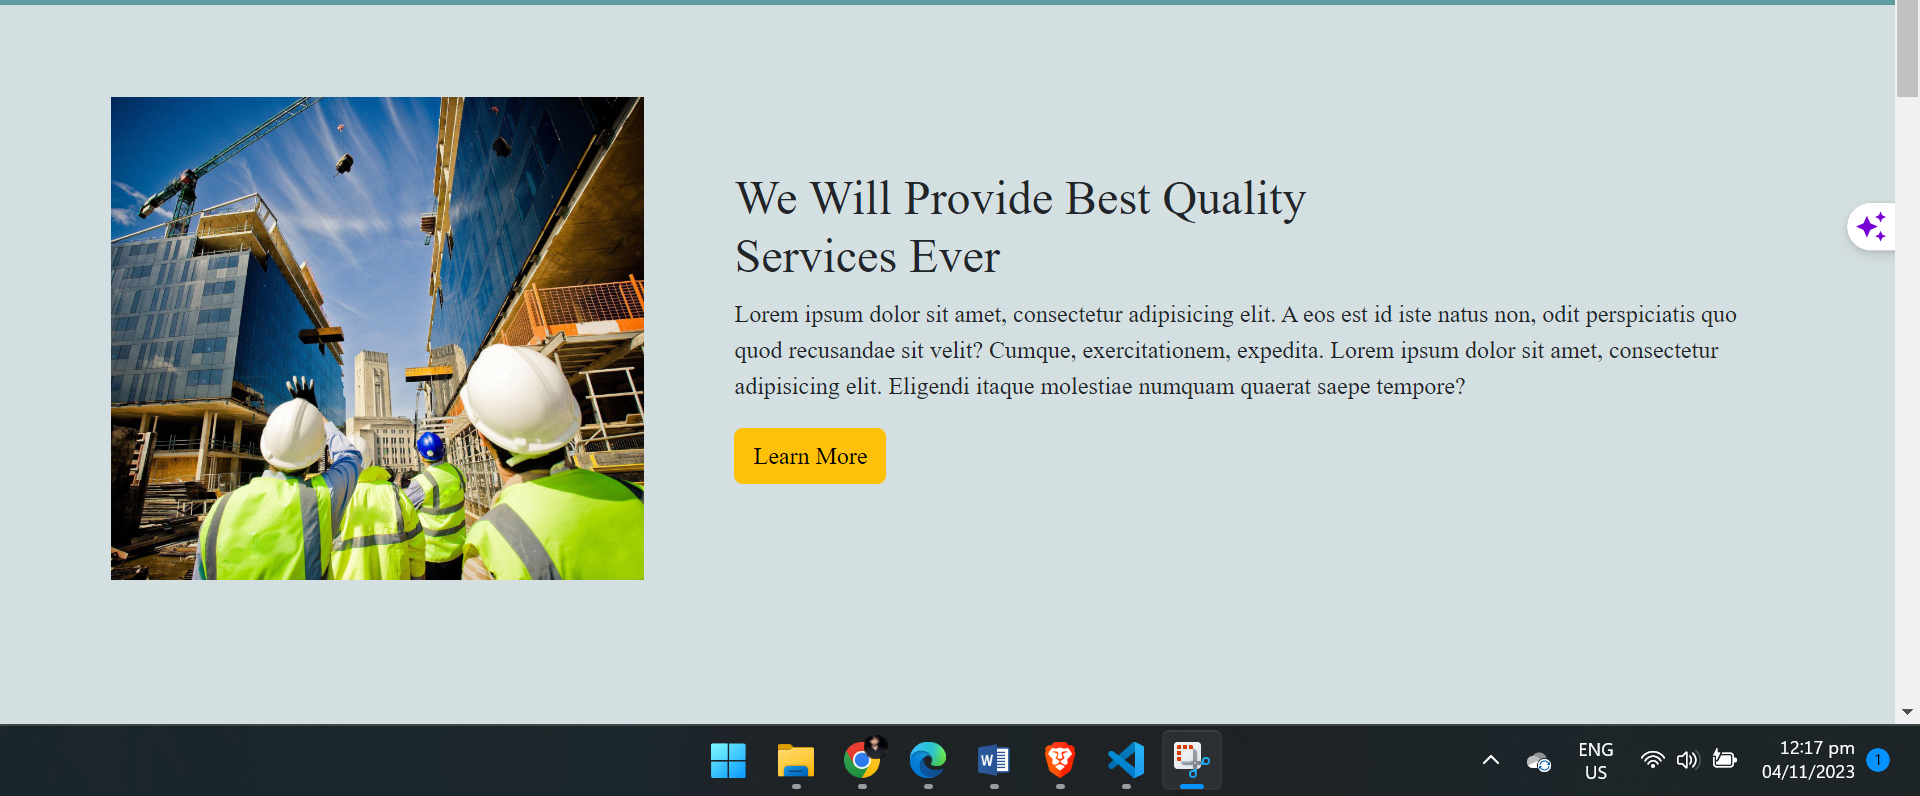 We Will Provide Best Quality
Services Ever
Lorem ipsum dolor sit amet, consectetur adipisicing elit. A eos est id iste natus non, odit perspiciatis quo
quod recusandae sit velit? Cumque, exercitationem, expedita. Lorem ipsum dolor sit amet, consectetur
adipisicing elit. Eligendi itaque molestiae numquam quaerat saepe tempore?
Learn More
W
ENG
US
12:17 pm
04/11/2023
1